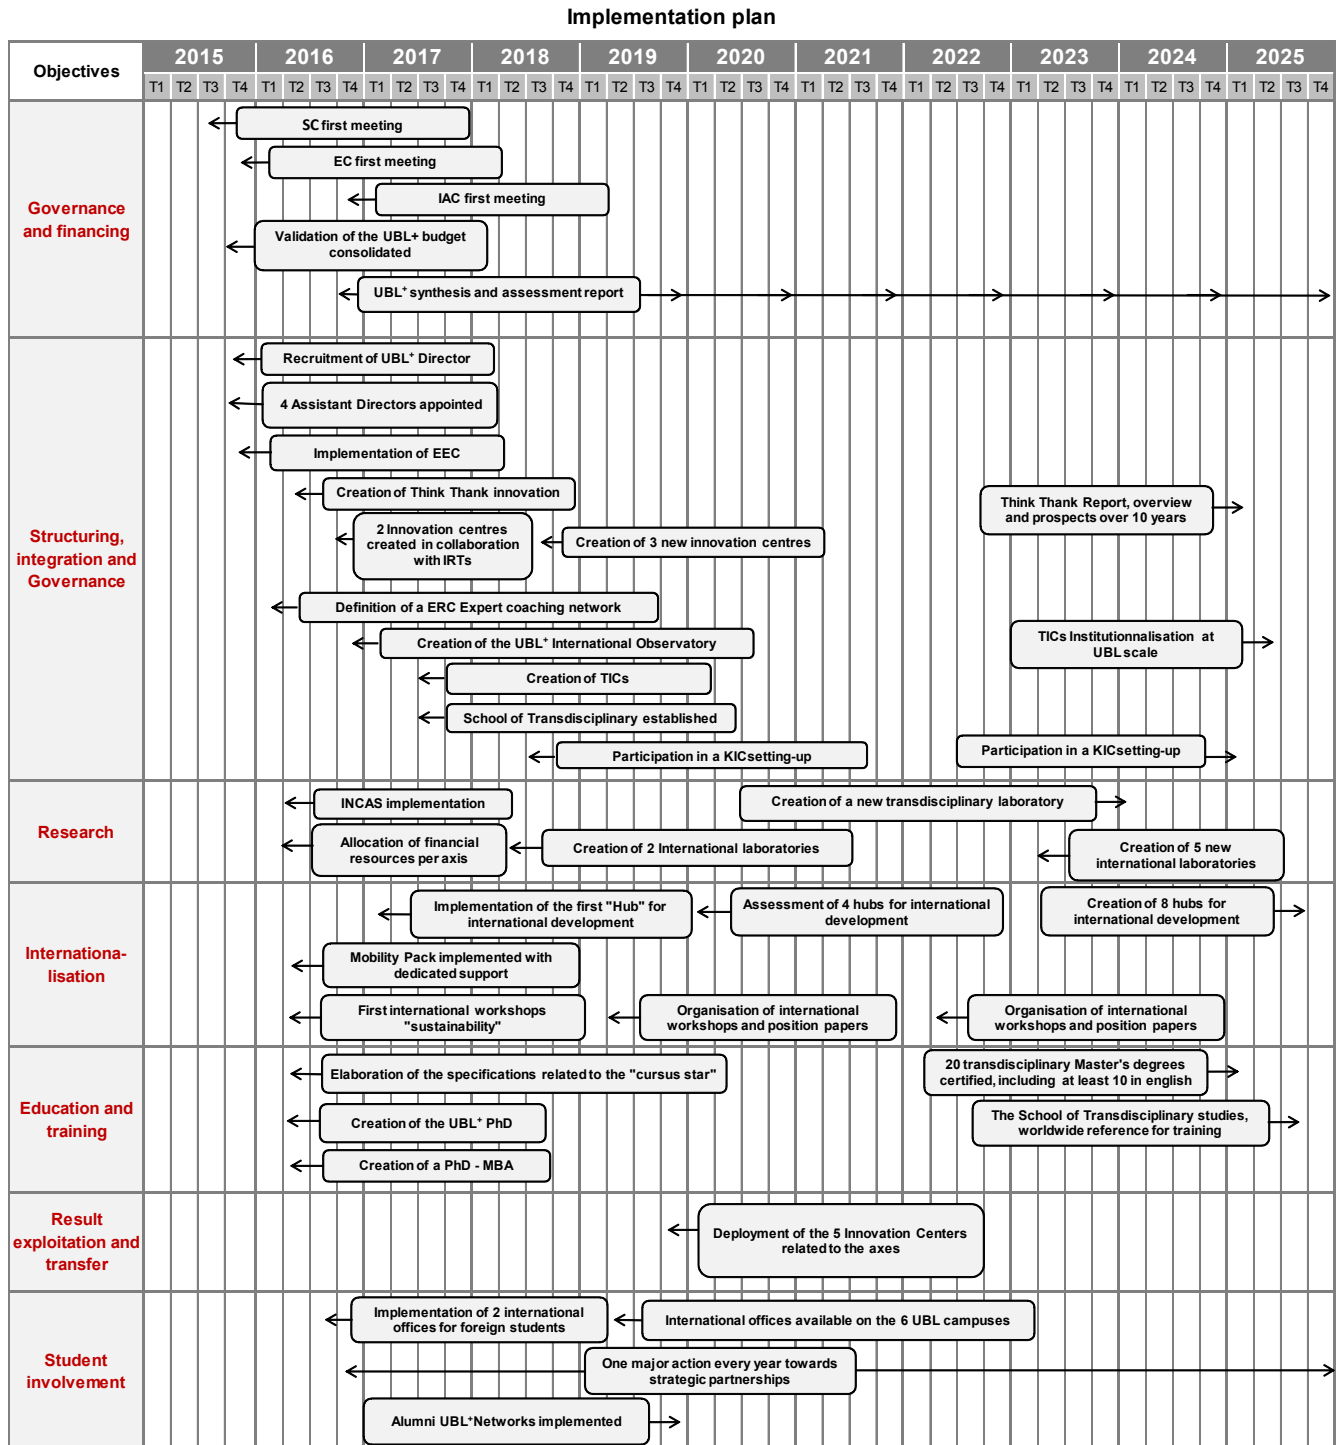 Implementation plan
Objectives
2015 2016 2017 2018 2019 2020 2021 2022 2023 2024 2025
T1 T2 T3 T4 T1 T2 T3 T4 T1 T2 T3 T4 T1 T2 T3 T4 T1 T2 T3 T4 T1 T2 T3 T4 T1 T2 T3 T4 T1 T2 T3 T4 T1 T2 T3 T4 T1 T2 T3 T4 T1 T2 T3 T4
Governance
and financing
SC first meeting
EC first meeting
IAC first meeting
Validation of the UBL+ budget
consolidated
UBL⁺ synthesis and assessment report
Structuring,
integration and
Governance
Recruitment of UBL⁺ Director
4 Assistant Directors appointed
Implementation of EEC
Creation of Think Thank innovation
Think Thank Report, overview
and prospects over 10 years
2 Innovation centres
created in collaboration
with IRTs
Creation of 3 new innovation centres
Definition of a ERC Expert coaching network
Creation of the UBL⁺ International Observatory
TICs Institutionnalisation at
UBL scale
Creation of TICs
School of Transdisciplinary established
Participation in a KICsetting-up
Participation in a KICsetting-up
Research
INCAS implementation
Creation of a new transdisciplinary laboratory
Allocation of financial
resources per axis
Creation of 2 International laboratories
Creation of 5 new
international laboratories
Internationa-
lisation
Implementation of the first "Hub" for
international development
Assessment of 4 hubs for international
development
Creation of 8 hubs for
international development
Mobility Pack implemented with
dedicated support
First international workshops
"sustainability"
Organisation of international
workshops and position papers
Organisation of international
workshops and position papers
Education and
training
Elaboration of the specifications related to the "cursus star"
20 transdisciplinary Master's degrees
certified, including at least 10 in english
Creation of the UBL⁺ PhD
The School of Transdisciplinary studies,
worldwide reference for training
Creation of a PhD - MBA
Result
exploitation and
transfer
Deployment of the 5 Innovation Centers
related to the axes
Student
involvement
Implementation of 2 international
offices for foreign students
International offices available on the 6 UBL campuses
One major action every year towards
strategic partnerships
Alumni UBL⁺Networks implemented